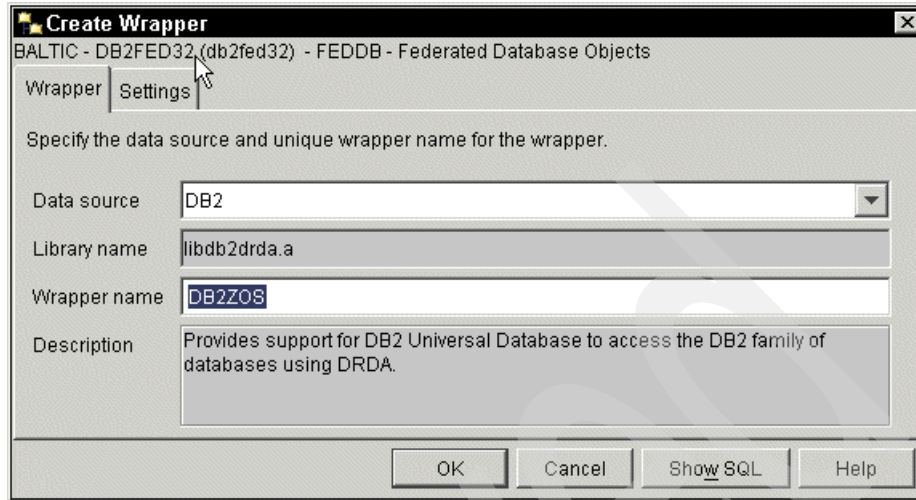 Create Wrapper
BALTIC - DB2FED32 (db2fed32) - FEDDB - Federated Database Objects
Wrapper Settings
Specify the data source and unique wrapper name for the wrapper.
Data source DB2
Library name libdb2drda.a
Wrapper name DB2ZOS
Description Provides support for DB2 Universal Database to access the DB2 family of
databases using DRDA.
OK Cancel Show SQL Help